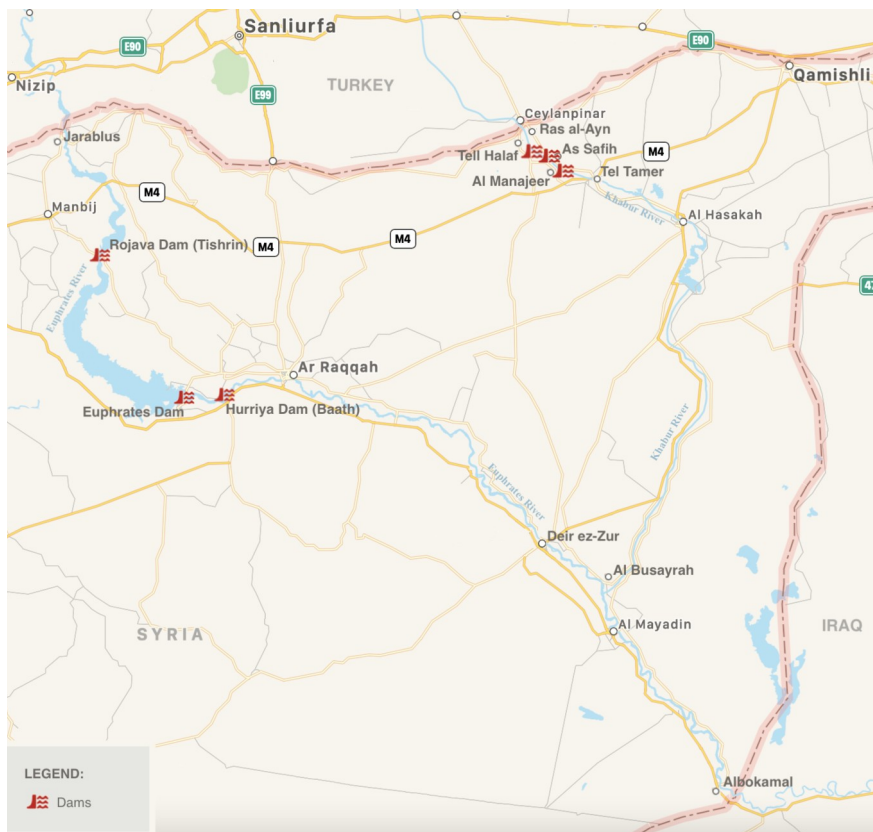 Sanliurfa
E90
E90
Nizip
E99
TURKEY
Qamishli
Ceylanpinar
Ras al-Ayn
Jarablus
Tell Halaf
As Safih
M4
Al Manajeer
Tel Tamer
M4
Manbij
Khabur River
Al Hasakah
M4
M4
Rojava Dam (Tishrin)
Euphrates River
47
Ar Raqqah
Euphrates Dam
Hurriya Dam (Baath)
Khabur River
Euphrates River
Deir ez-Zur
Al Busayrah
SYRIA
Al Mayadin
IRAQ
LEGEND:
Dams
Albokamal